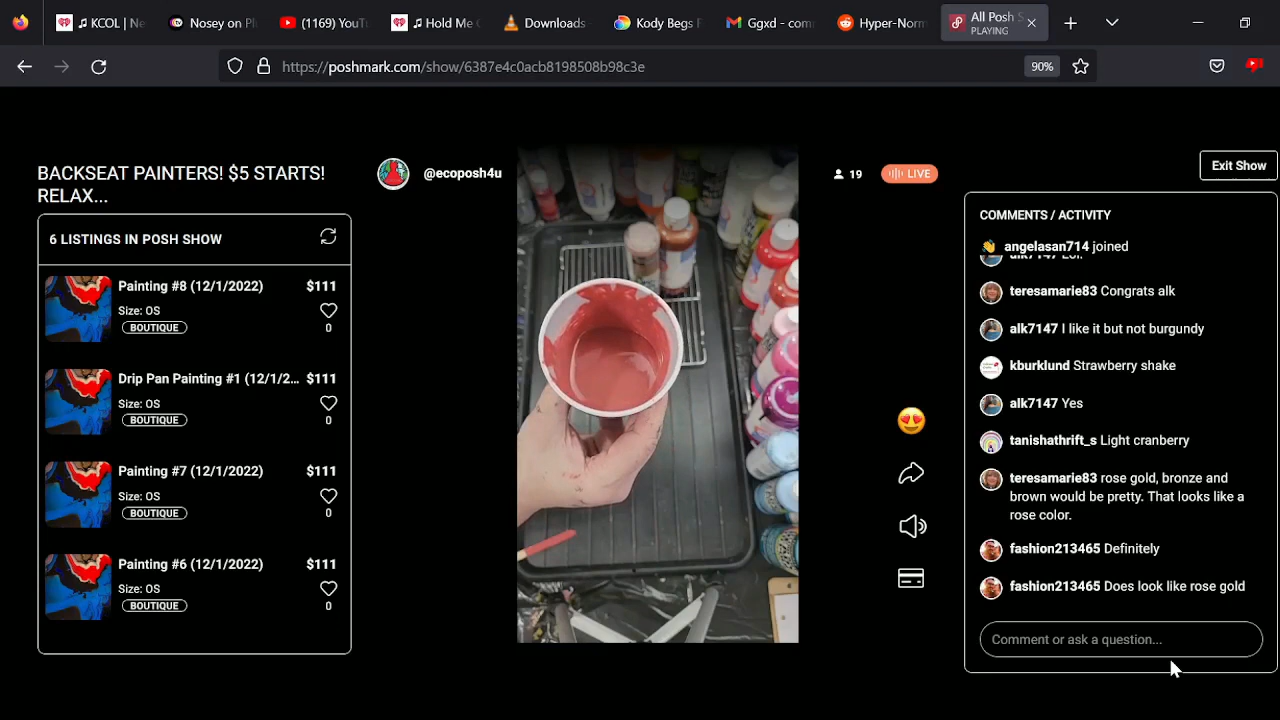 KCOL | Ne
Nosey on Pl
(1169) YouTu
Hold Me C
Downloads
Kody Begs F
Ggxd - com
Hyper-Norm
All Posh S
PLAYING
https://poshmark.com/show/6387e4c0acb8198508b98c3e
90%
BACKSEAT PAINTERS! $5 STARTS!
RELAX...
6 LISTINGS IN POSH SHOW
Painting #8 (12/1/2022) $111
Size: OS
BOUTIQUE 0
Drip Pan Painting #1 (12/1/2... $111
Size: OS
BOUTIQUE 0
Painting #7 (12/1/2022) $111
Size: OS
BOUTIQUE 0
Painting #6 (12/1/2022) $111
Size: OS
BOUTIQUE 0
@ecoposh4u
19 LIVE
Exit Show
COMMENTS / ACTIVITY
angelasan714 joined
alk7147 Lol.
teresamarie83 Congrats alk
alk7147 I like it but not burgundy
kburklund Strawberry shake
alk7147 Yes
tanishathrift_s Light cranberry
teresamarie83 rose gold, bronze and
brown would be pretty. That looks like a
rose color.
fashion213465 Definitely
fashion213465 Does look like rose gold
Comment or ask a question...